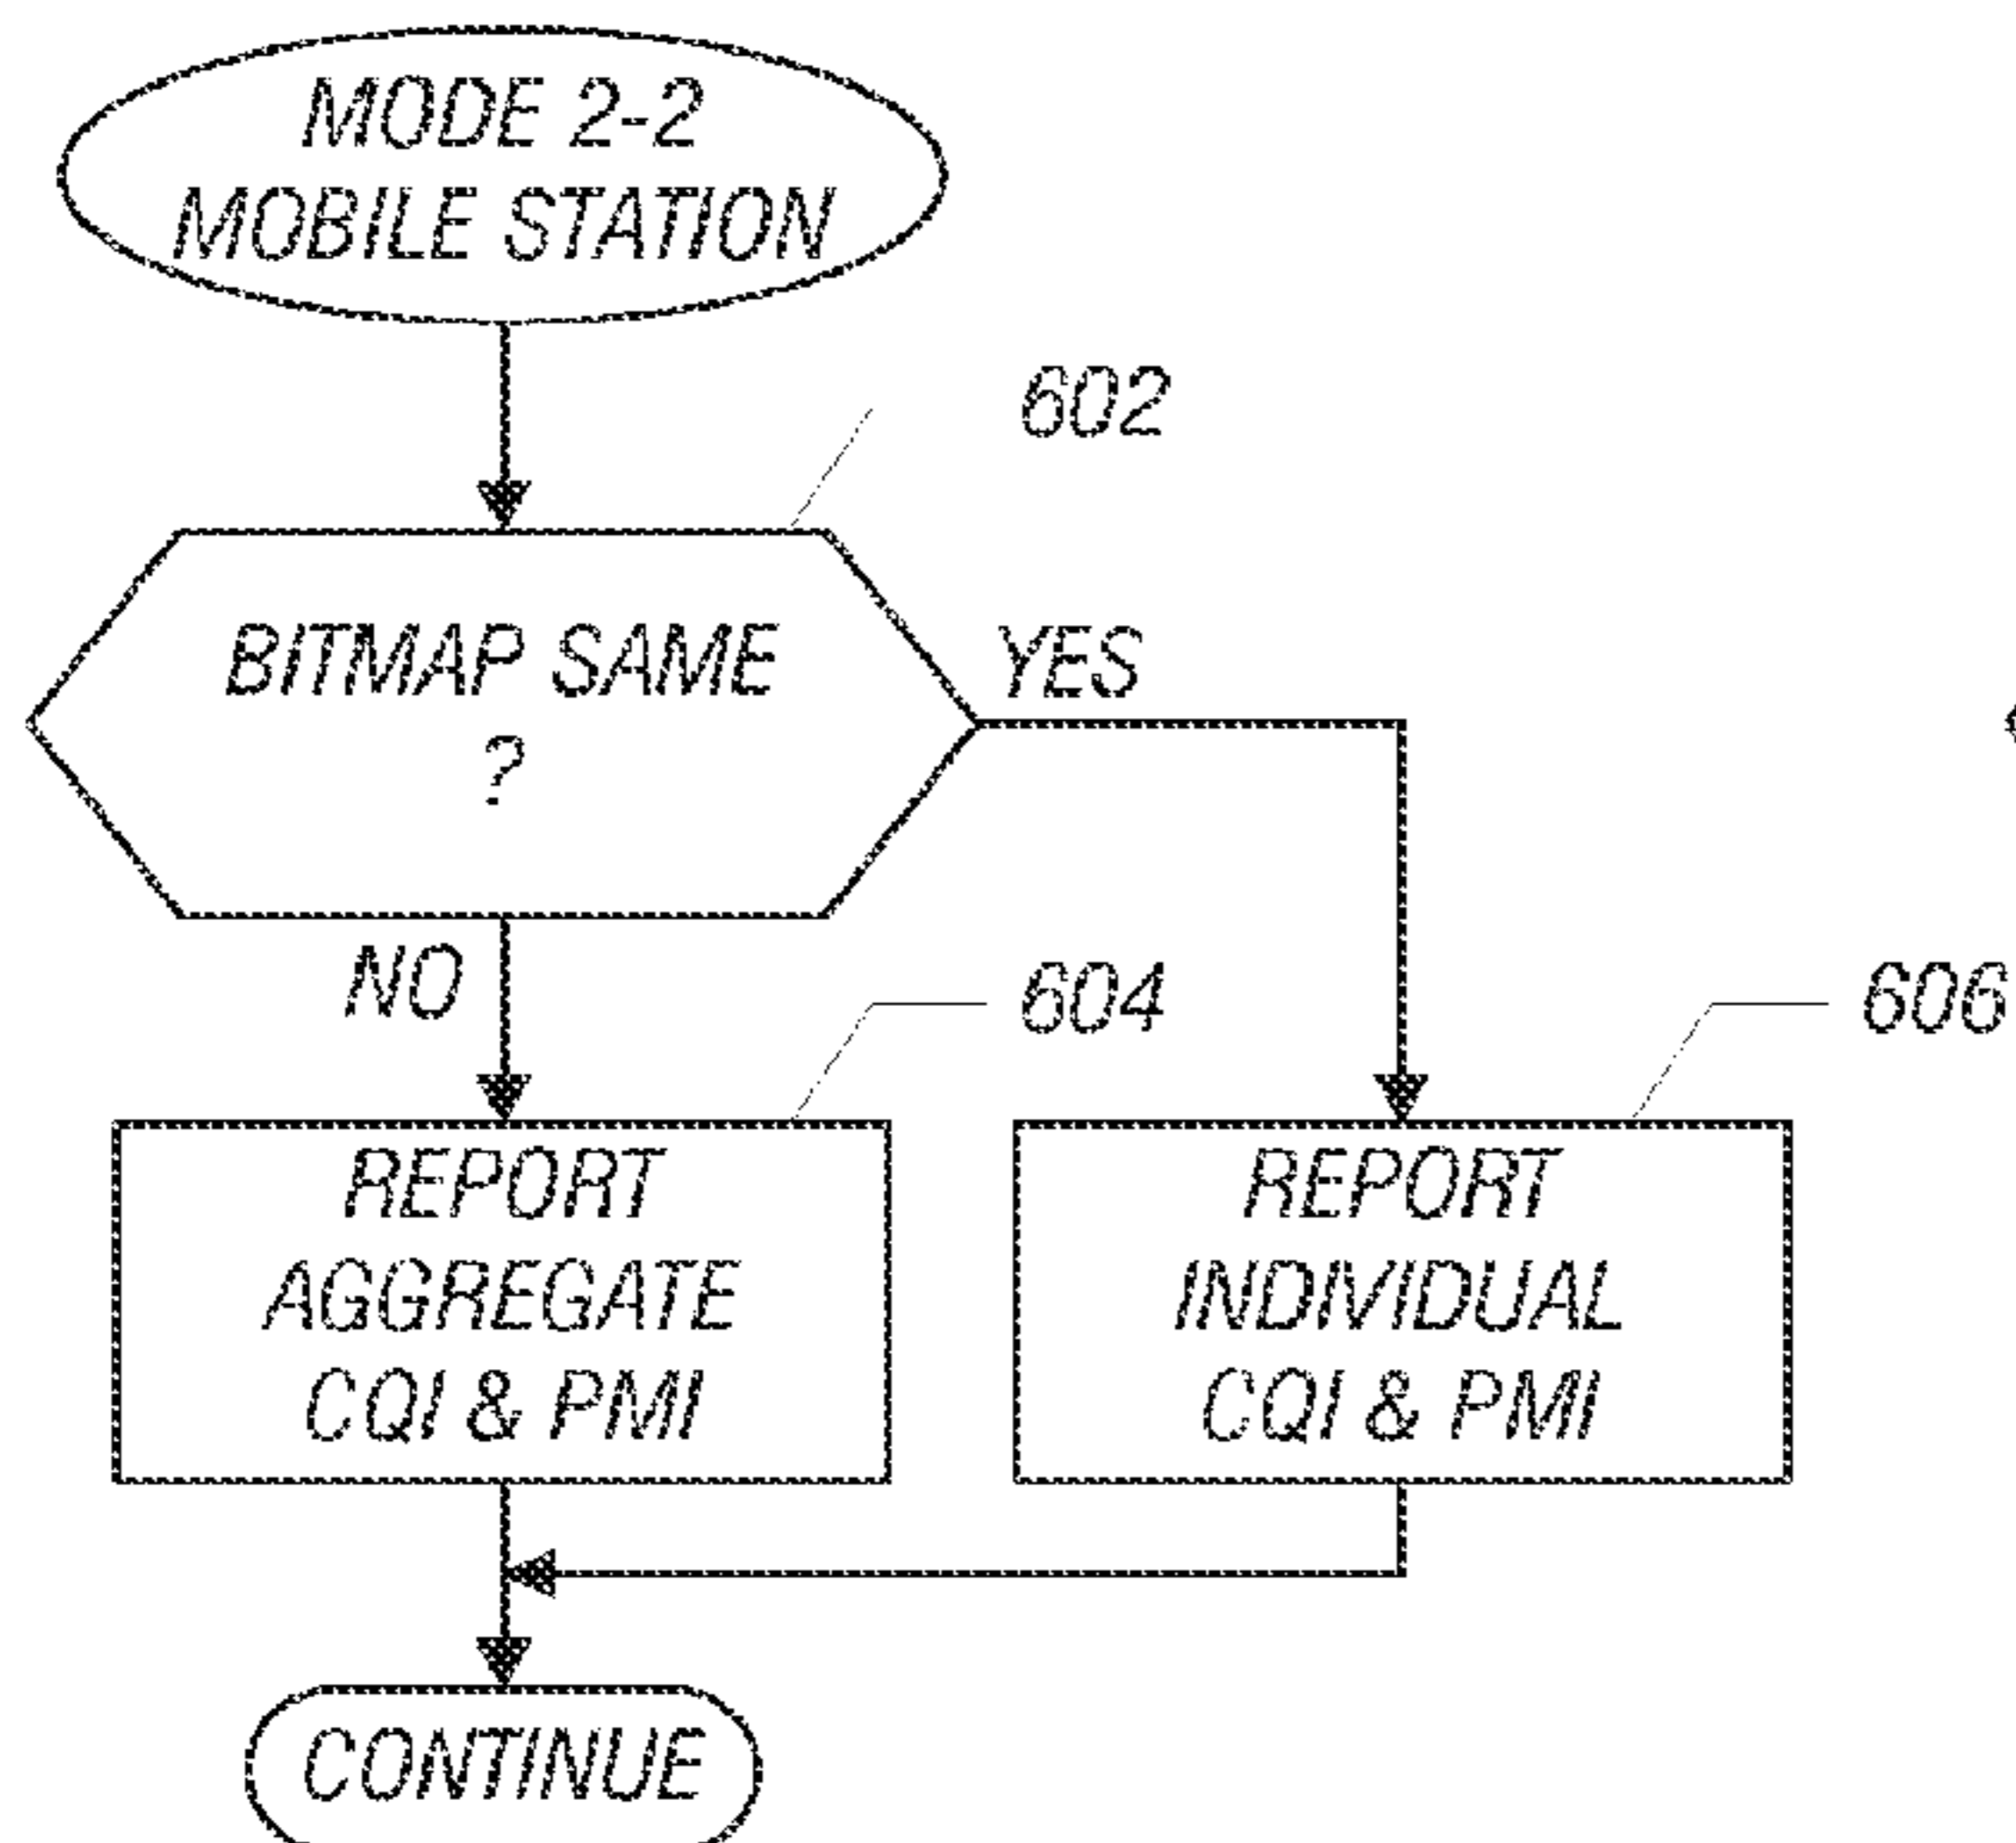 MODE 2-2
MOBILE STATION
602
BITMAP SAME
?
YES
NO
604
606
REPORT
AGGREGATE
CQI & PMI
REPORT
INDIVIDUAL
CQI & PMI
CONTINUE